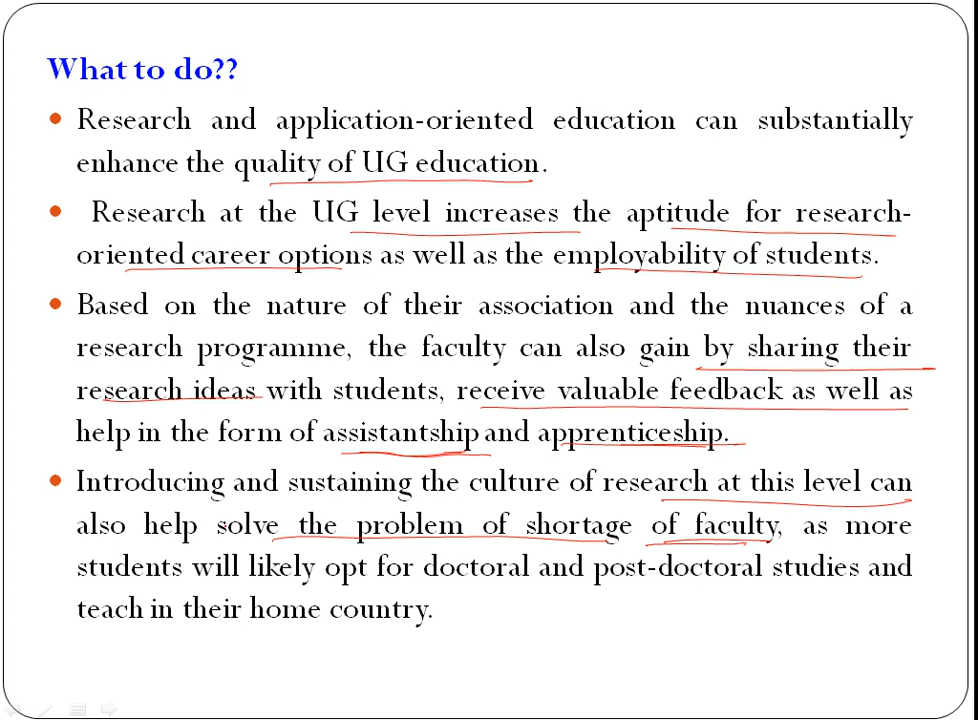 What to do??
• Research and application-oriented education can substantially
enhance the quality of UG education.
• Research at the UG level increases the aptitude for research-
oriented career options as well as the employability of students.
• Based on the nature of their association and the nuances of a
research programme, the faculty can also gain by sharing their
research ideas with students, receive valuable feedback as well as
help in the form of assistantship and apprenticeship.
• Introducing and sustaining the culture of research at this level can
also help solve the problem of shortage of faculty, as more
students will likely opt for doctoral and post-doctoral studies and
teach in their home country.